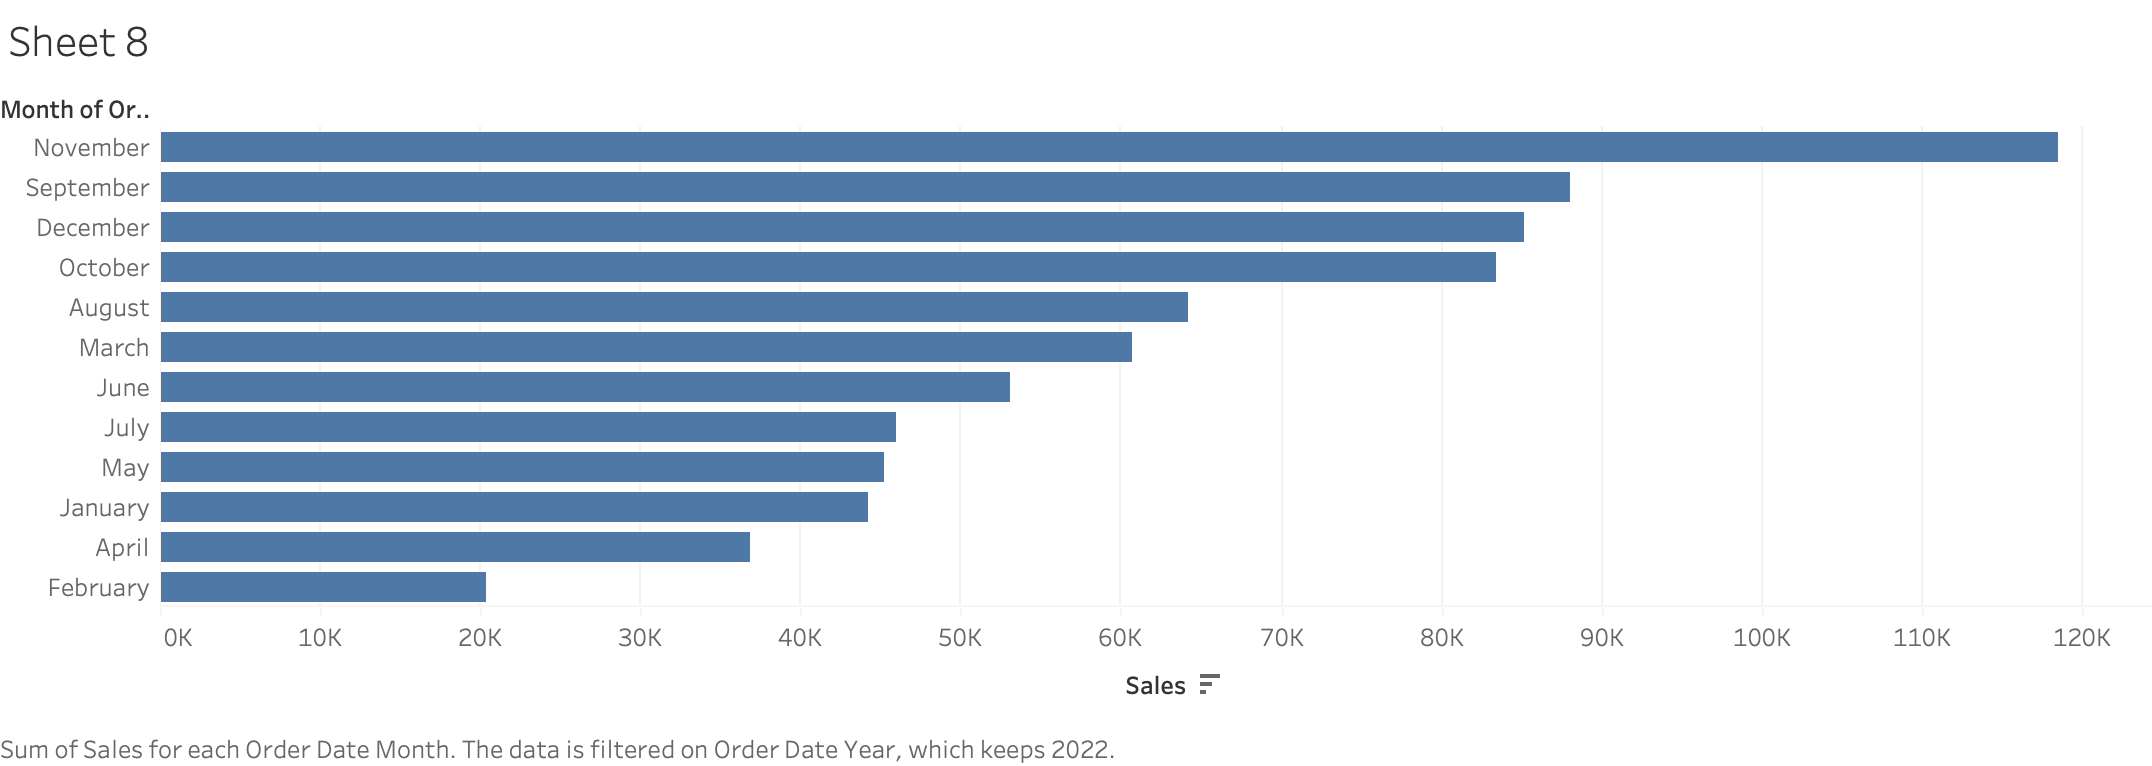 Sheet 8
Month of Or..
November
September
December
October
August
March
June
July
May
January
April
February
0K 10K 20K 30K 40K 50K 60K 70K 80K 90K 100K 110K 120K
Sales
Sum of Sales for each Order Date Month. The data is filtered on Order Date Year, which keeps 2022.